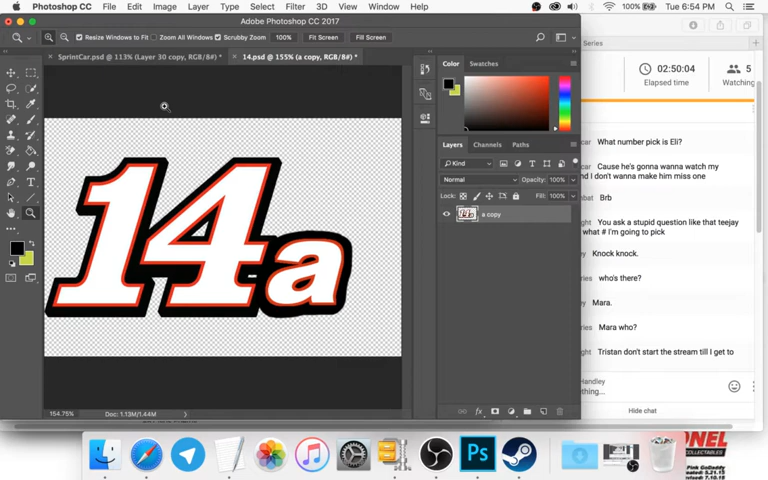 Photoshop CC File Edit Image Layer Type Select Filter 3D View Window Help 100% Tue 6:54 PM
Adobe Photoshop CC 2017
Resize Windows to Fit Zoom All Windows Scrubby Zoom 100% Fit Screen Fill Screen
SprintCar.psd @ 113% (Layer 30 copy, RGB/8#) * 14.psd @ 155% (a copy, RGB/8#) *
14a
154.75% Doc: 1.13M/1.44M
Color Swatches
Layers Channels Paths
Kind
Normal Opacity: 100%
Lock: Fill: 100%
a copy
Series
02:50:04 5
Elapsed time Watching
What number pick is Eli?
Cause he's gonna wanna watch my
and I don't wanna make him miss one
Brb
You ask a stupid question like that teejay
what # I'm going to pick
Knock knock.
who's there?
Mara.
Mara who?
Tristan don't start the stream till I get to
Handley
Hide chat
Ps
COLLECTABLES
Pink GoDaddy